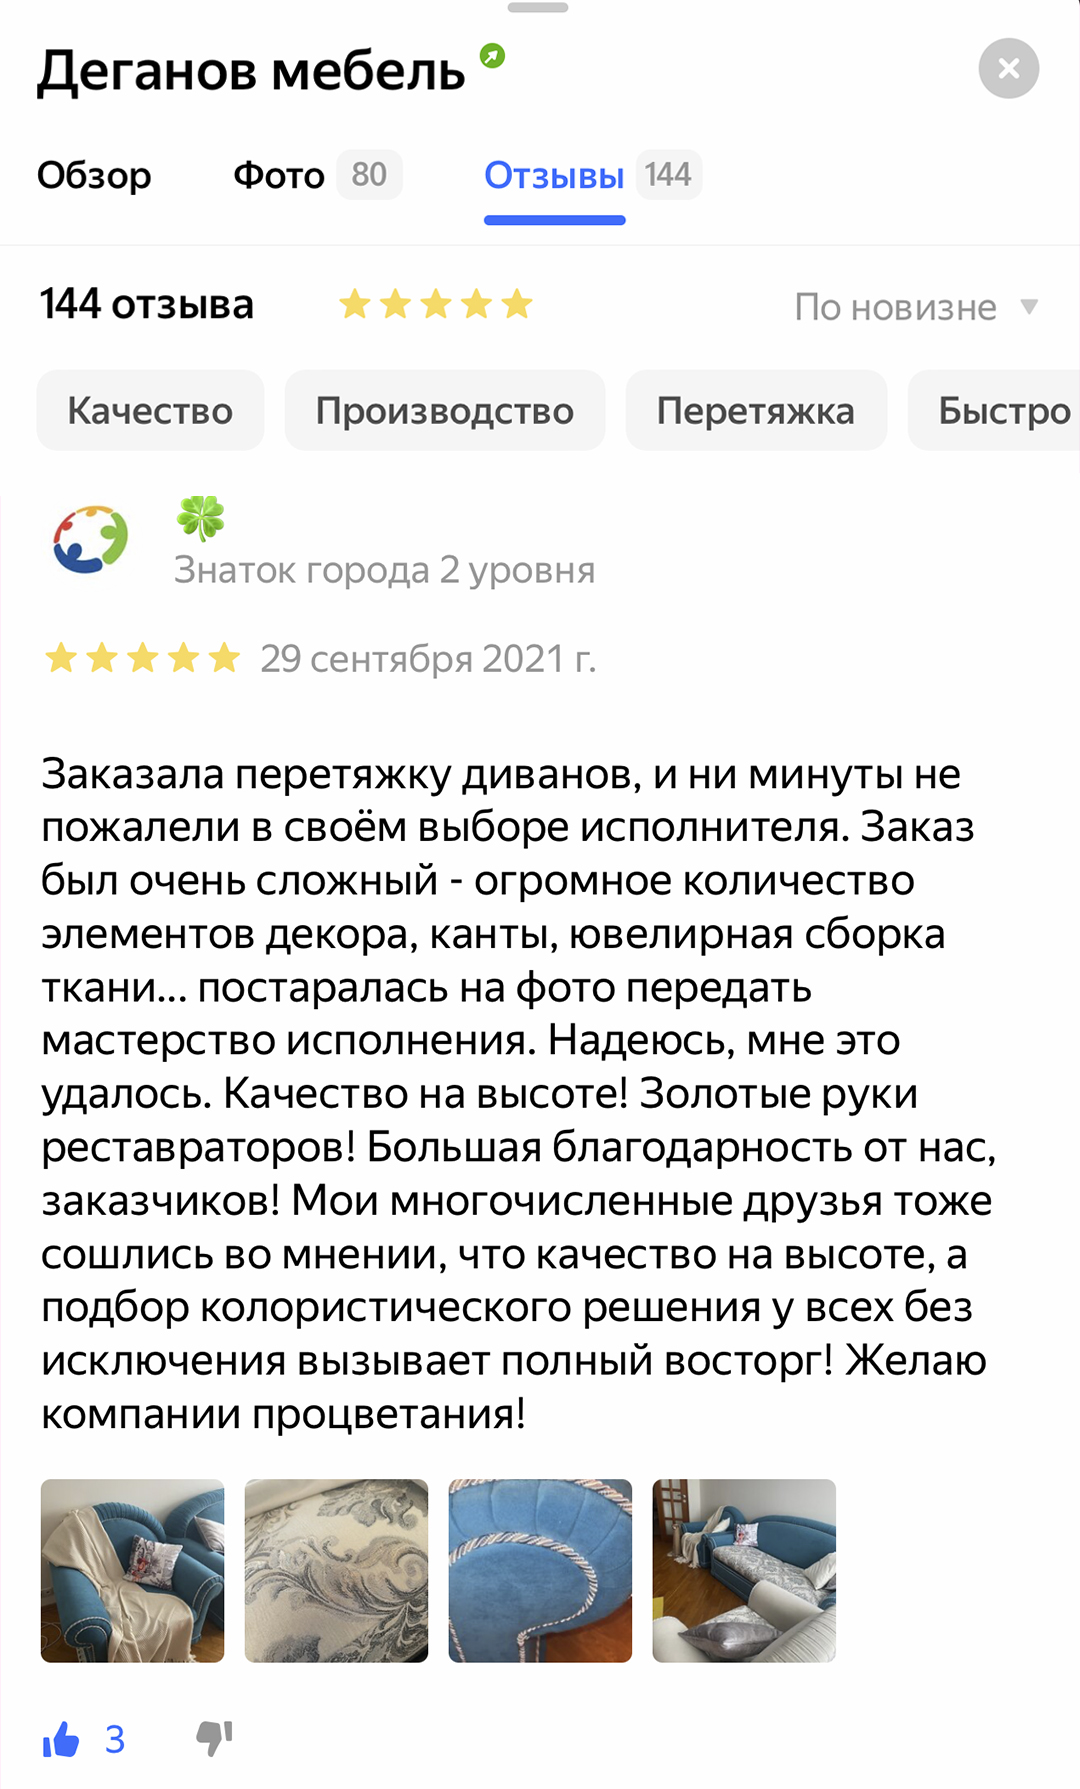 Деганов мебель
Обзор
Фото 80
Отзывы 144
144 отзыва
По новизне
Качество
Производство
Перетяжка
Быстро
Знаток города 2 уровня
29 сентября 2021 г.
Заказала перетяжку диванов, и ни минуты не
пожалели в своём выборе исполнителя. Заказ
был очень сложный - огромное количество
элементов декора, канты, ювелирная сборка
ткани... постаралась на фото передать
мастерство исполнения. Надеюсь, мне это
удалось. Качество на высоте! Золотые руки
реставраторов! Большая благодарность от нас,
заказчиков! Мои многочисленные друзья тоже
сошлись во мнении, что качество на высоте, а
подбор колористического решения у всех без
исключения вызывает полный восторг! Желаю
компании процветания!
3